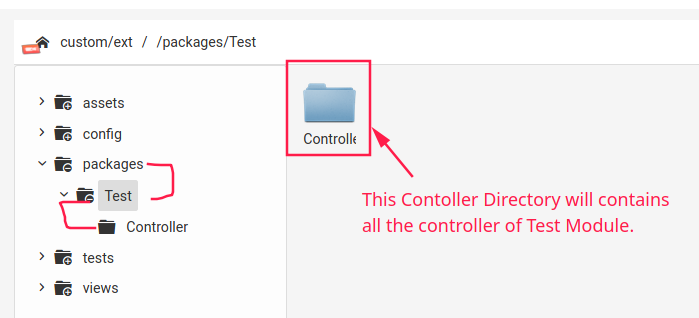 custom/ext / /packages/Test
assets
config
packages
Test
Controller
tests
views
Controlle
This Contoller Directory will contains
all the controller of Test Module.